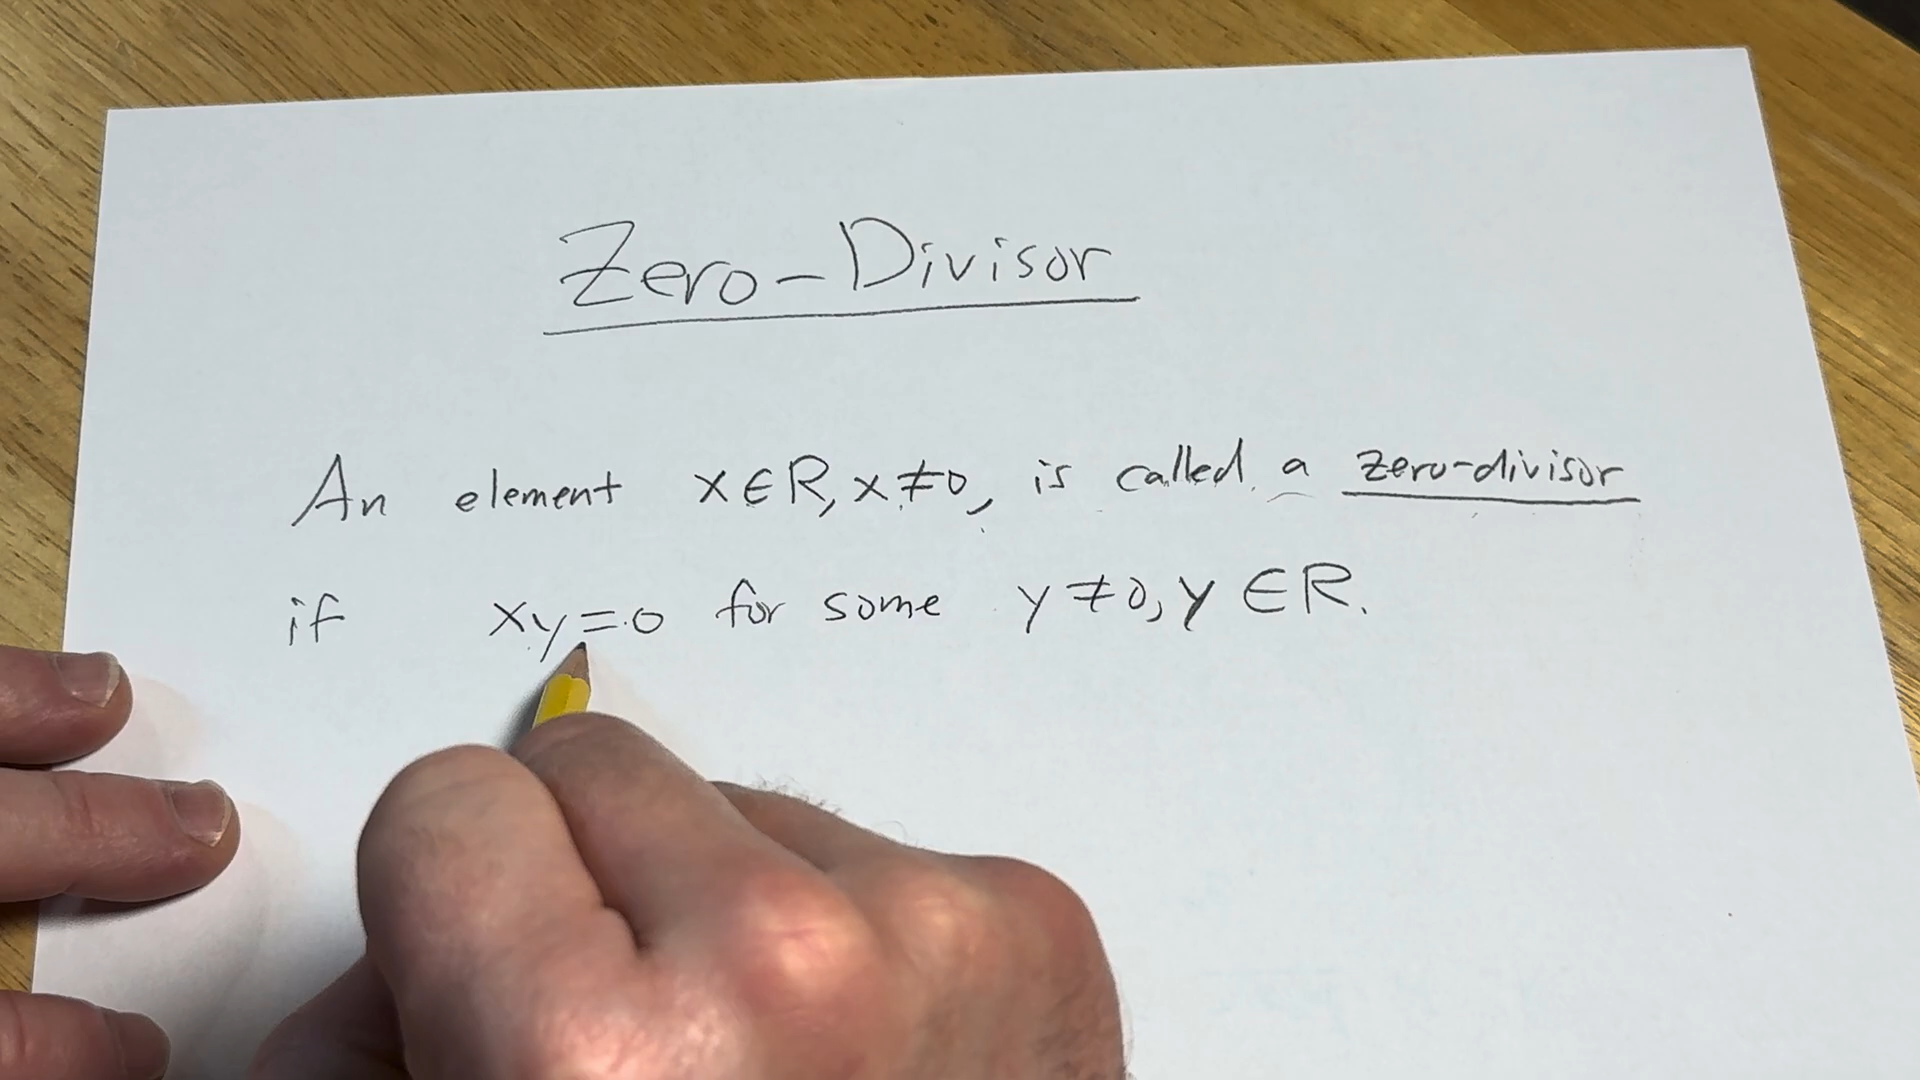 Zero-Divisor
An element x∈R, x≠0, is called a zero-divisor
if xy=0 for some y≠0, y∈R.